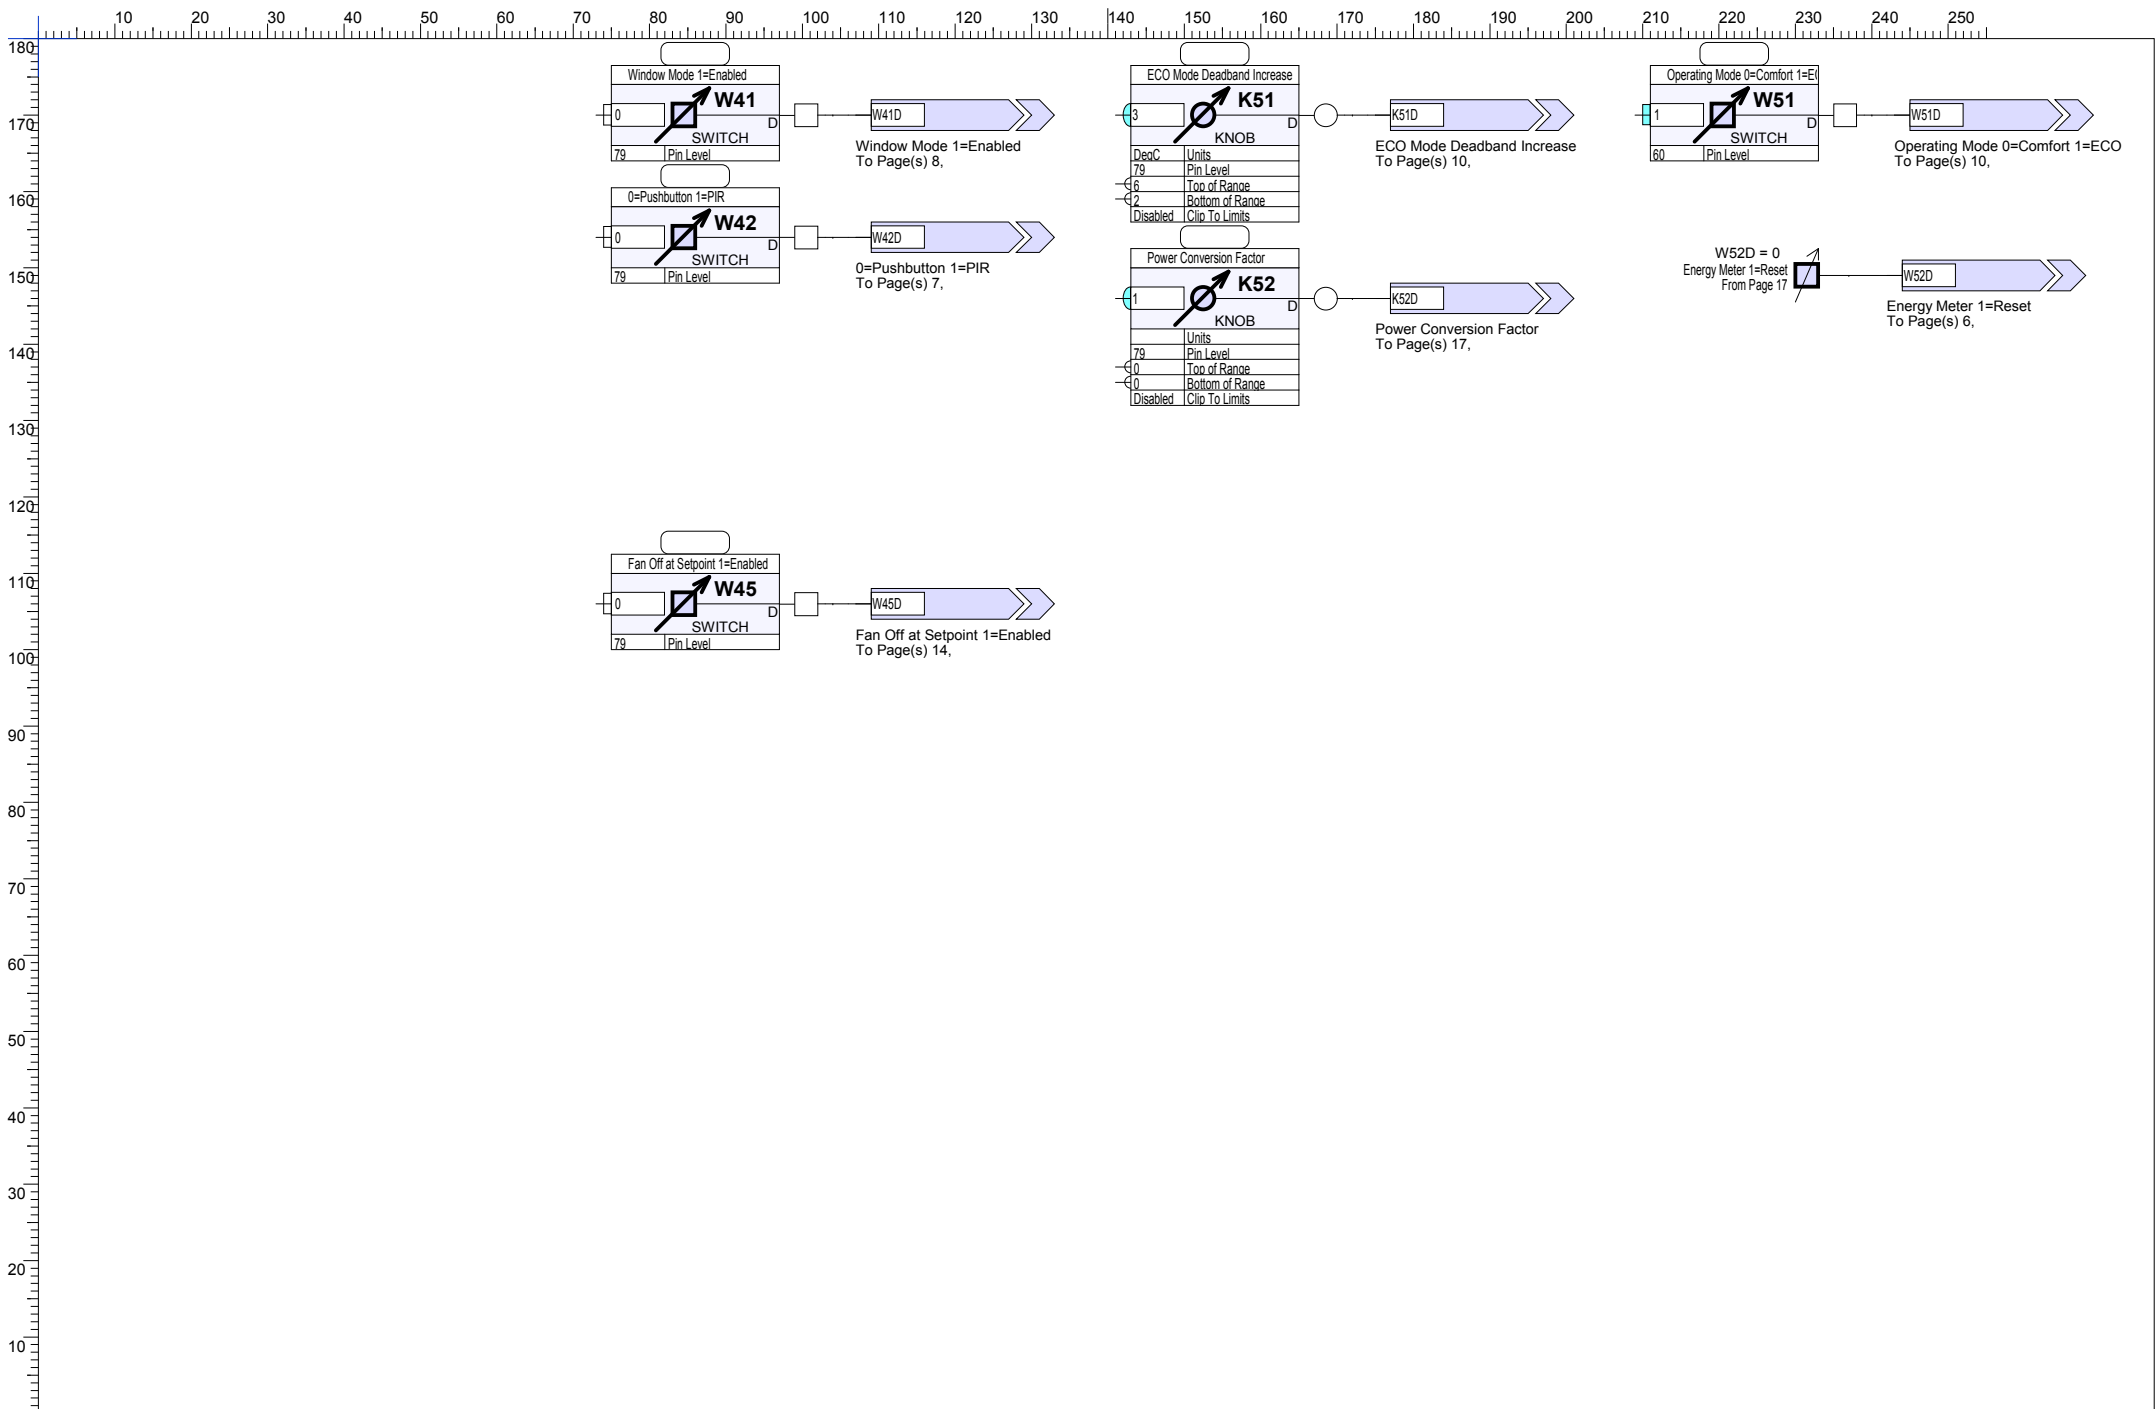 10 20 30 40 50 60 70 80 90 100 110 120 130 140 150 160 170 180 190 200 210 220 230 240 250
180
170
160
150
140
130
120
110
100
90
80
70
60
50
40
30
20
10
Window Mode 1=Enabled
0
W41
D
SWITCH
79 Pin Level
W41D
Window Mode 1=Enabled
To Page(s) 8,
0=Pushbutton 1=PIR
0
W42
D
SWITCH
79 Pin Level
W42D
0=Pushbutton 1=PIR
To Page(s) 7,
Fan Off at Setpoint 1=Enabled
0
W45
D
SWITCH
79 Pin Level
W45D
Fan Off at Setpoint 1=Enabled
To Page(s) 14,
ECO Mode Deadband Increase
3
K51
D
KNOB
DegC Units
79 Pin Level
6 Top of Range
2 Bottom of Range
Disabled Clip To Limits
K51D
ECO Mode Deadband Increase
To Page(s) 10,
Power Conversion Factor
1
K52
D
KNOB
Units
79 Pin Level
0 Top of Range
0 Bottom of Range
Disabled Clip To Limits
K52D
Power Conversion Factor
To Page(s) 17,
Operating Mode 0=Comfort 1=E
1
W51
D
SWITCH
60 Pin Level
W51D
Operating Mode 0=Comfort 1=ECO
To Page(s) 10,
W52D = 0
Energy Meter 1=Reset
From Page 17
W52D
Energy Meter 1=Reset
To Page(s) 6,